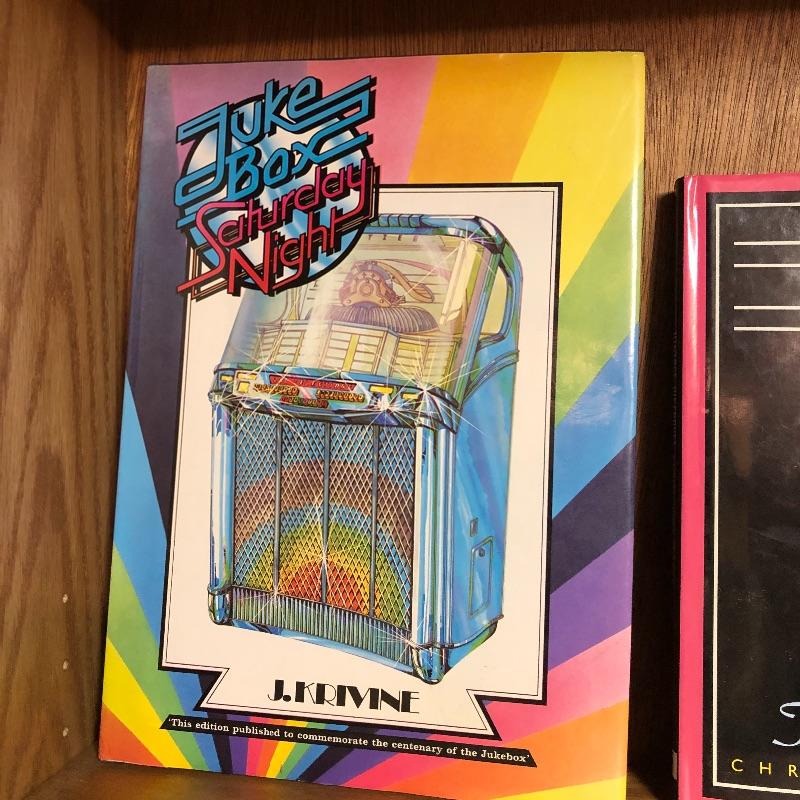 Juke
Box
Saturday
Night
J. KRIVINE
'This edition published to commemorate the centenary of the Jukebox'
CHR